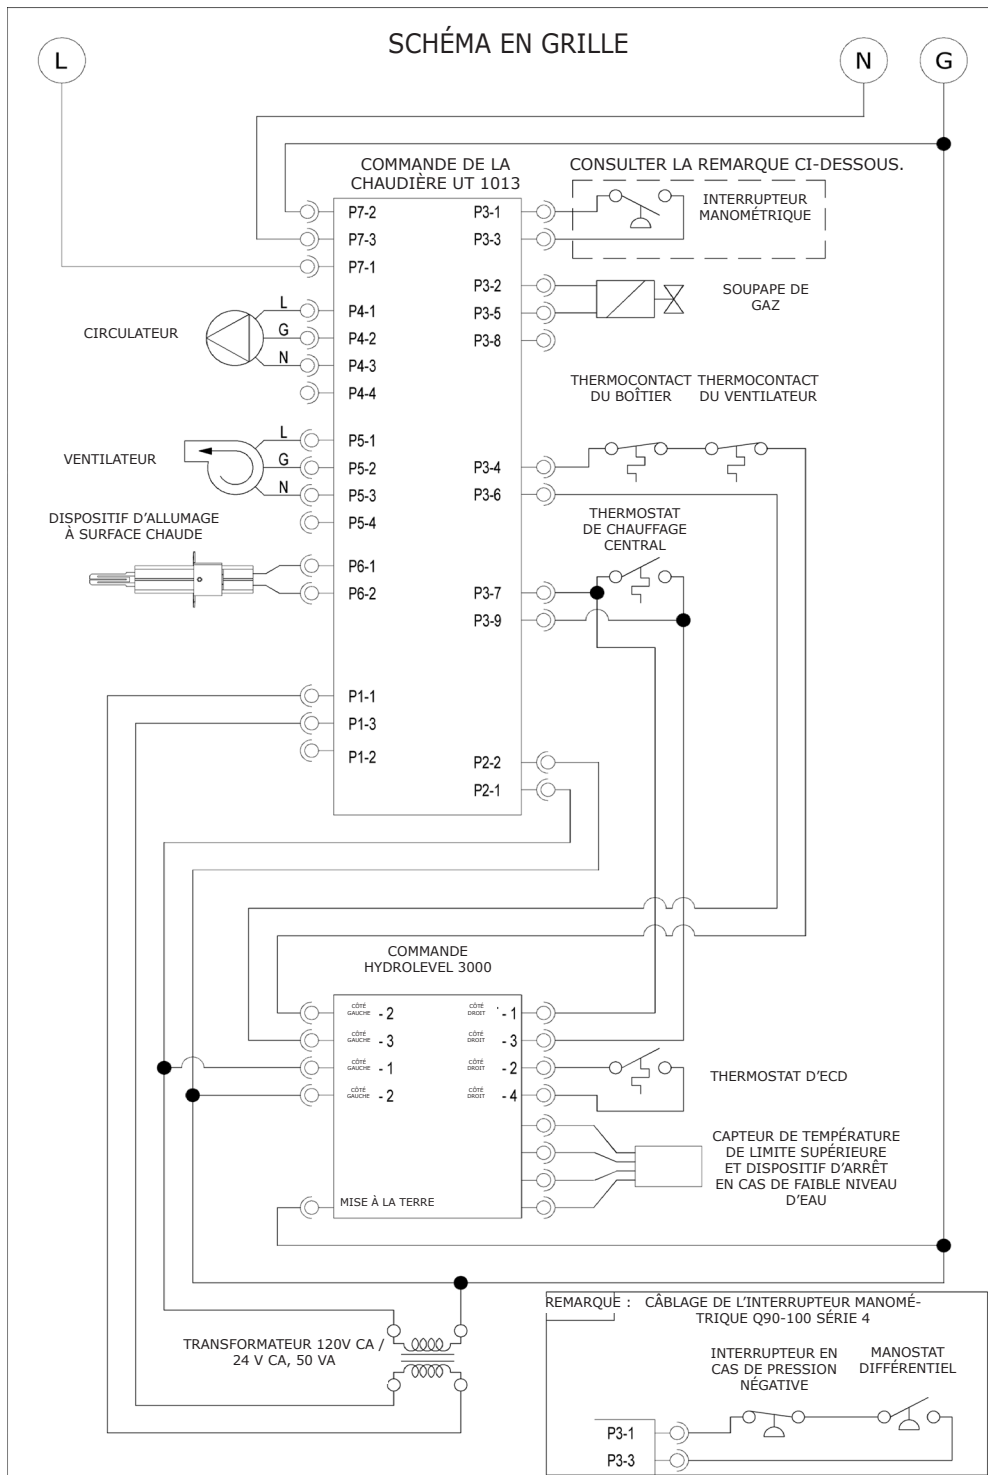 SCHÉMA EN GRILLE
L
N
G
COMMANDE DE LA
CHAUDIÈRE UT 1013
CONSULTER LA REMARQUE CI-DESSOUS.
INTERRUPTEUR
MANOMÉTRIQUE
P7-2
P7-3
P7-1
P3-1
P3-3
P3-2
P3-5
P3-8
SOUPAPE DE
GAZ
CIRCULATEUR
L
G
N
P4-1
P4-2
P4-3
P4-4
THERMOCONTACT
DU BOÎTIER
THERMOCONTACT
DU VENTILATEUR
VENTILATEUR
L
G
N
P5-1
P5-2
P5-3
P5-4
P3-4
P3-6
DISPOSITIF D'ALLUMAGE
À SURFACE CHAUDE
P6-1
P6-2
THERMOSTAT
DE CHAUFFAGE
CENTRAL
P3-7
P3-9
P1-1
P1-3
P1-2
P2-2
P2-1
COMMANDE
HYDROLEVEL 3000
CÔTÉ
GAUCHE - 2
CÔTÉ
GAUCHE - 3
CÔTÉ
GAUCHE - 1
CÔTÉ
GAUCHE - 2
CÔTÉ
DROIT - 1
CÔTÉ
DROIT - 3
CÔTÉ
DROIT - 2
CÔTÉ
DROIT - 4
THERMOSTAT D'ECD
CAPTEUR DE TEMPÉRATURE
DE LIMITE SUPÉRIEURE
ET DISPOSITIF D'ARRÊT
EN CAS DE FAIBLE NIVEAU
D'EAU
MISE À LA TERRE
TRANSFORMATEUR 120V CA /
24 V CA, 50 VA
REMARQUE : CÂBLAGE DE L'INTERRUPTEUR MANOMÉ-
TRIQUE Q90-100 SÉRIE 4
INTERRUPTEUR EN
CAS DE PRESSION
NÉGATIVE
MANOSTAT
DIFFÉRENTIEL
P3-1
P3-3